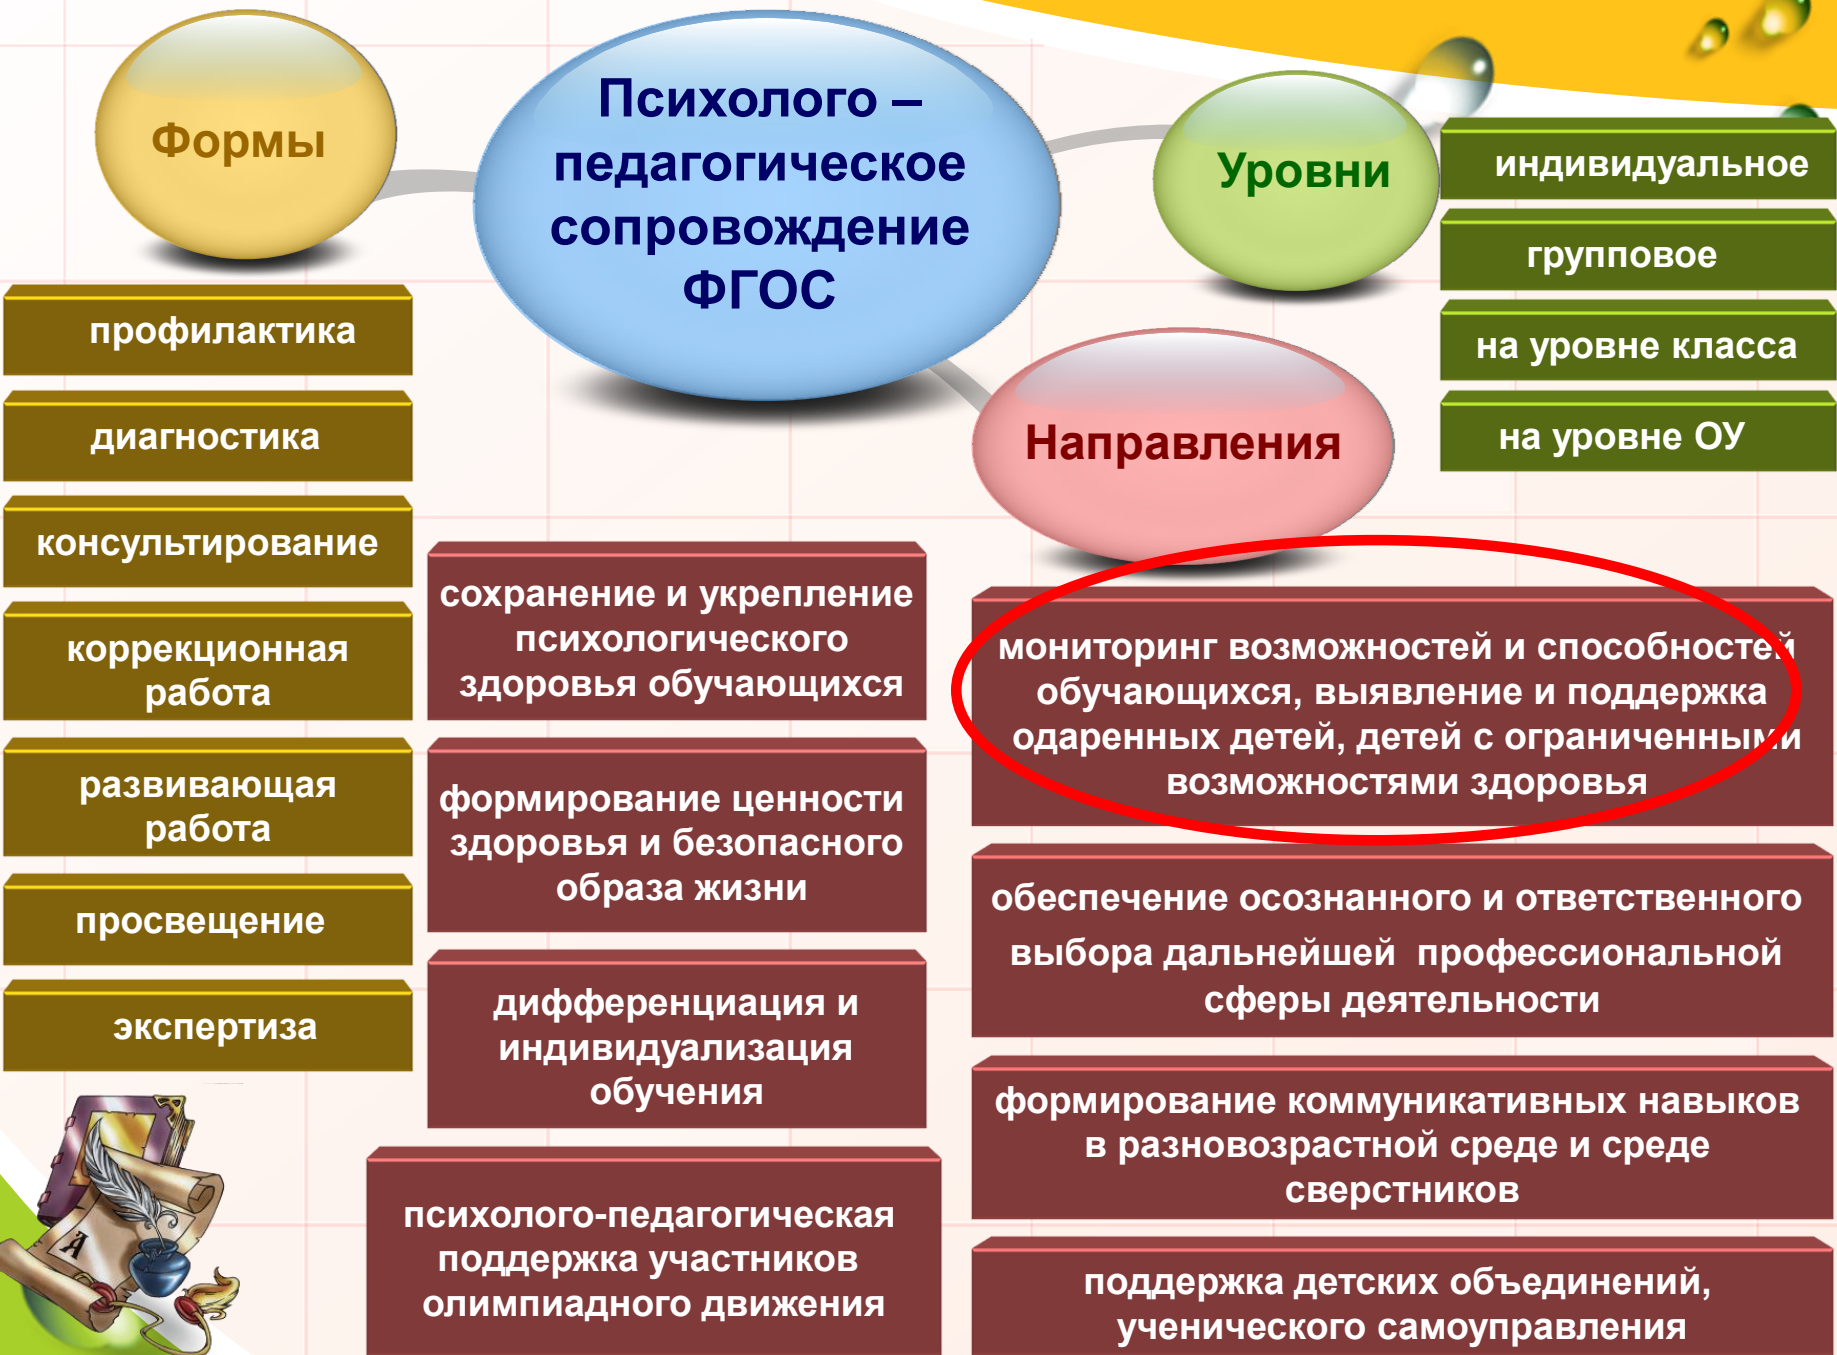 Психолого –
педагогическое
сопровождение
ФГОС
Формы
профилактика
диагностика
консультирование
коррекционная
работа
развивающая
работа
просвещение
экспертиза
Уровни
индивидуальное
групповое
на уровне класса
на уровне ОУ
Направления
сохранение и укрепление
психологического
здоровья обучающихся
формирование ценности
здоровья и безопасного
образа жизни
дифференциация и
индивидуализация
обучения
психолого-педагогическая
поддержка участников
олимпиадного движения
мониторинг возможностей и способностей
обучающихся, выявление и поддержка
одаренных детей, детей с ограниченными
возможностями здоровья
обеспечение осознанного и ответственного
выбора дальнейшей профессиональной
сферы деятельности
формирование коммуникативных навыков
в разновозрастной среде и среде
сверстников
поддержка детских объединений,
ученического самоуправления
А